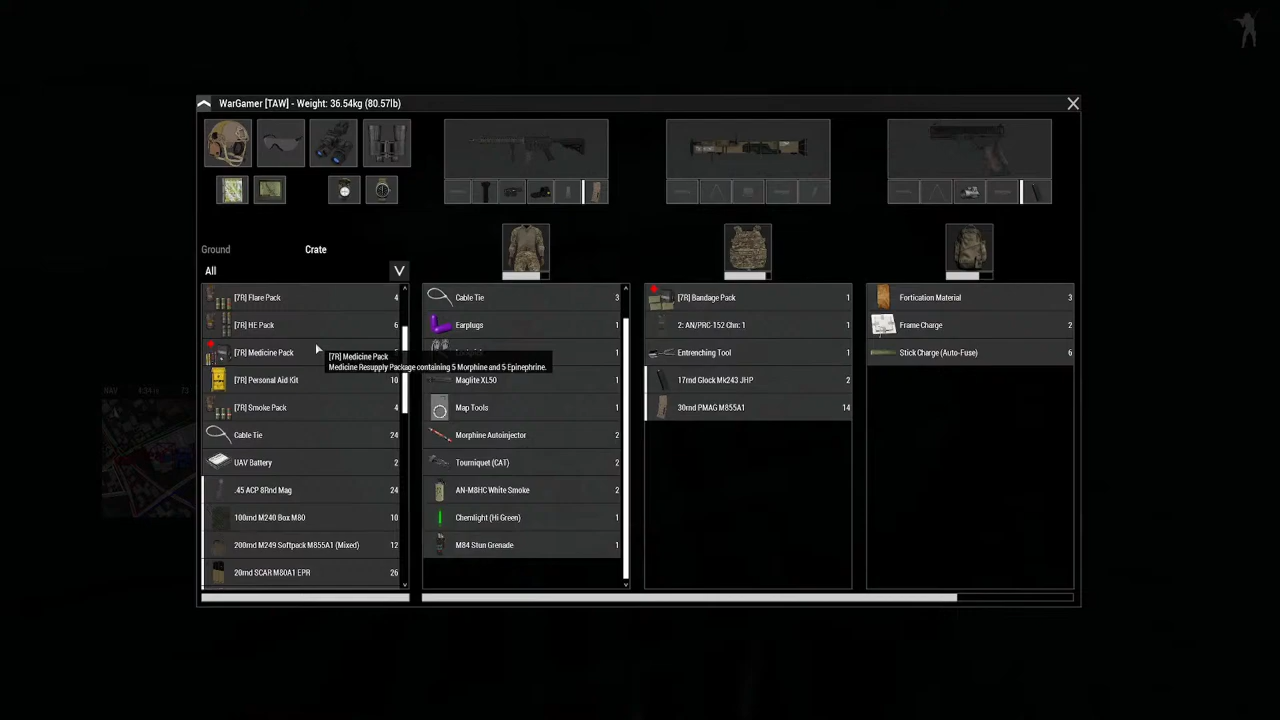 WarGamer [TAW] - Weight: 36.54kg (80.57lb)
Ground
Crate
All
[7R] Flare Pack 4
[7R] HE Pack 6
[7R] Medicine Pack
[7R] Personal Aid Kit 10
[7R] Smoke Pack 4
Cable Tie 24
UAV Battery 2
.45 ACP 8Rnd Mag 24
100rnd M240 Box M80 10
200rnd M249 Softpack M855A1 (Mixed) 12
20rnd SCAR M80A1 EPR 26
[7R] Medicine Pack
Medicine Resupply Package containing 5 Morphine and 5 Epinephrine.
Cable Tie 3
Earplugs 1
1
Maglite XL50 1
Map Tools 1
Morphine Autoinjector 2
Tourniquet (CAT) 2
AN-M8HC White Smoke 2
Chemlight (Hi Green) 1
M84 Stun Grenade 1
[7R] Bandage Pack 1
2: AN/PRC-152 Chn: 1 1
Entrenching Tool 1
17rnd Glock Mk243 JHP 2
30rnd PMAG M855A1 14
Fortication Material 3
Frame Charge 2
Stick Charge (Auto-Fuse) 6
NAV
73